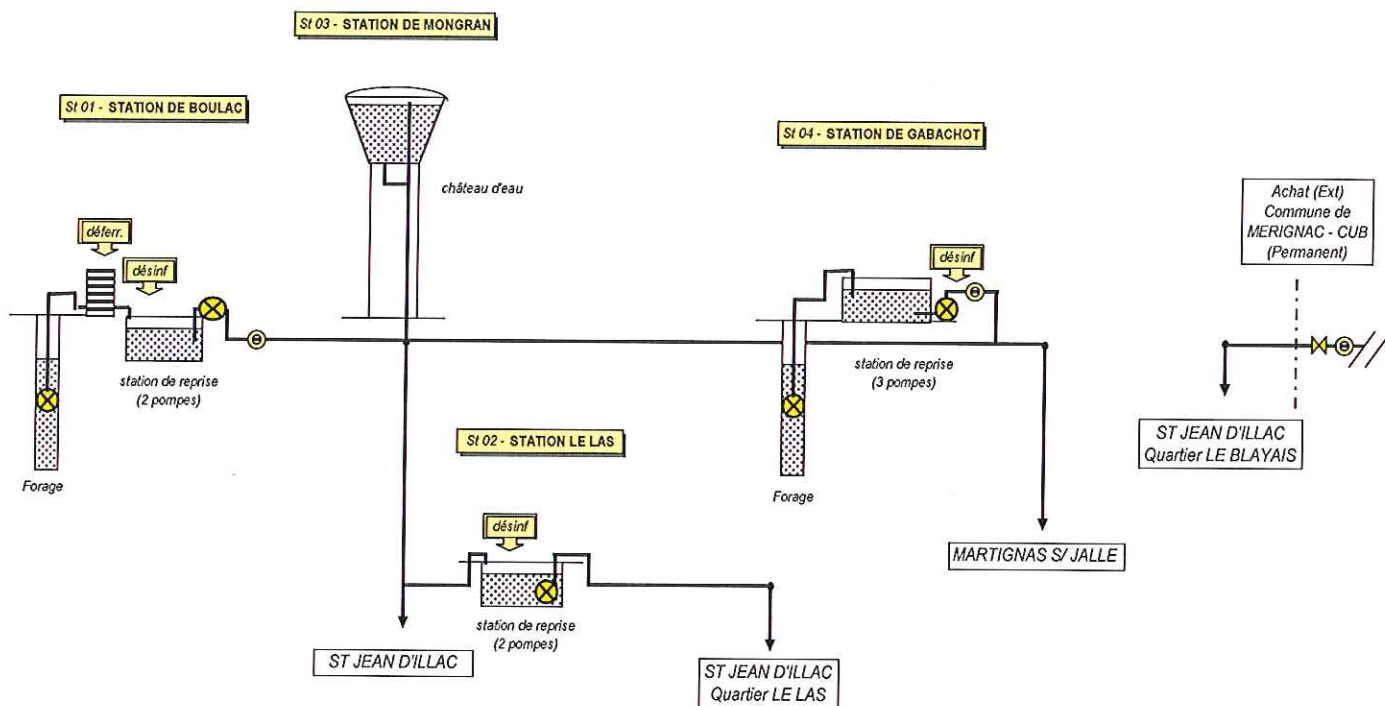 St 03 - STATION DE MONGRAN
St 01 - STATION DE BOULAC
St 04 - STATION DE GABACHOT
château d'eau
Achat (Ext)
Commune de
MERIGNAC - CUB
(Permanent)
déferr.
désinf
désinf
station de reprise
(2 pompes)
station de reprise
(3 pompes)
St 02 - STATION LE LAS
ST JEAN D'ILLAC
Quartier LE BLAYAIS
Forage
Forage
désinf
MARTIGNAS S/ JALLE
station de reprise
(2 pompes)
ST JEAN D'ILLAC
ST JEAN D'ILLAC
Quartier LE LAS